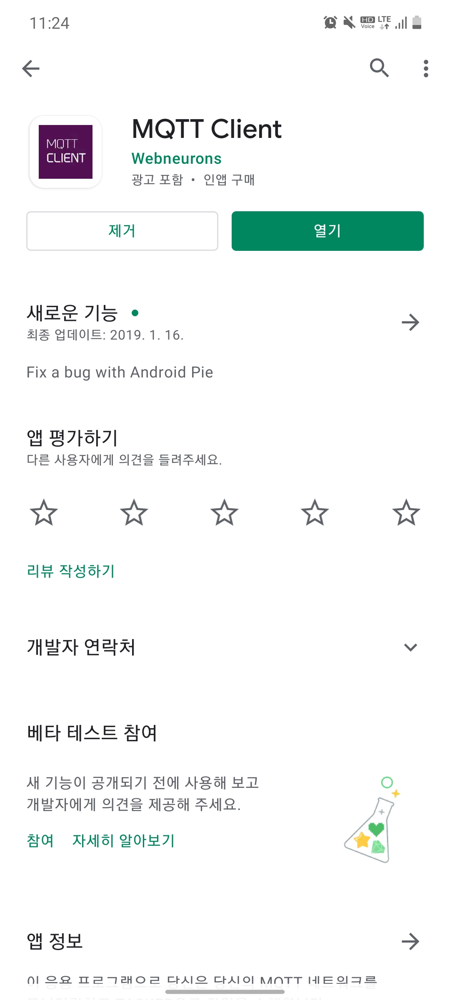 11:24
HD Voice LTE
MQTT Client
MQTT
CLIENT
Webneurons
광고 포함 • 인앱 구매
제거
열기
새로운 기능
최종 업데이트: 2019. 1. 16.
Fix a bug with Android Pie
앱 평가하기
다른 사용자에게 의견을 들려주세요.
리뷰 작성하기
개발자 연락처
베타 테스트 참여
새 기능이 공개되기 전에 사용해 보고
개발자에게 의견을 제공해 주세요.
참여 자세히 알아보기
앱 정보
이 응용 프로그램으로 당신은 당신의 MQTT 네트워크를